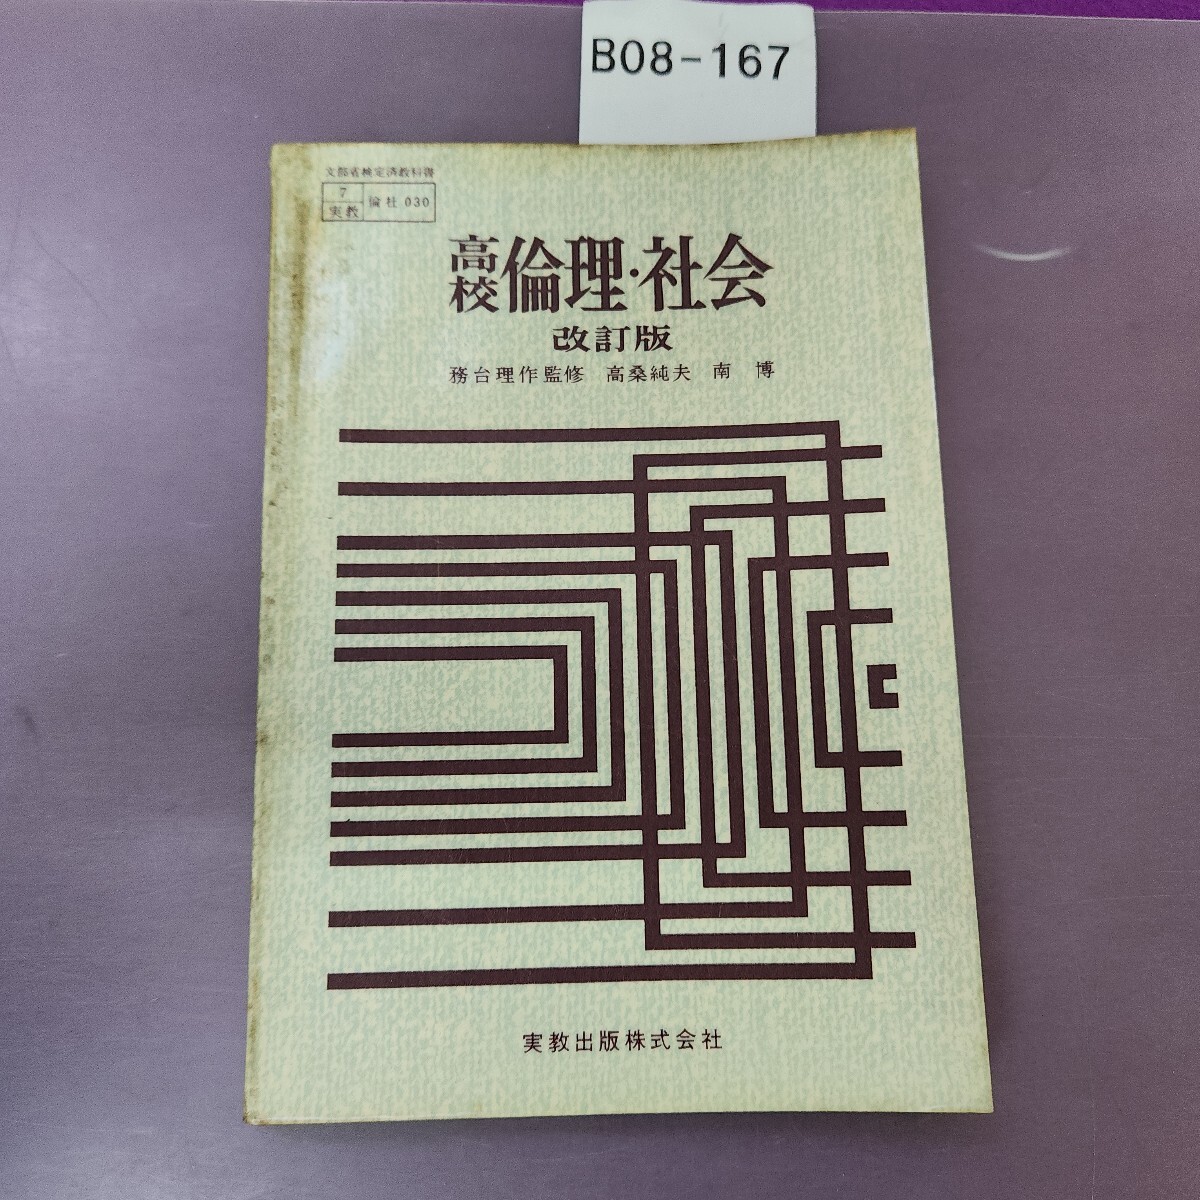 B08-167
文部省検定済教科書
7
実教
倫社 030
高校 倫理・社会
改訂版
務台理作監修 高桑純夫 南 博
実教出版株式会社